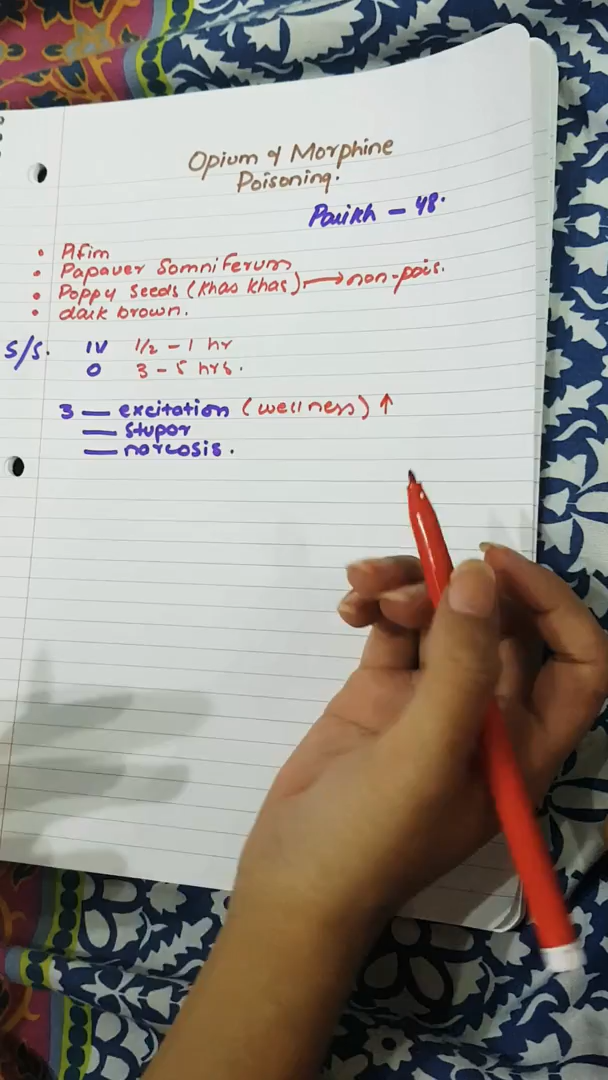 Opium & Morphine
Poisoning.
Parikh – 48.
• Afim
• Papaver Somniferum
• Poppy Seeds (Khas khas) → non-pois.
• dark brown.
S/S. IV 1/2 – 1 hr
O 3 – 5 hrs.
3 — excitation (wellness) ↑
— stupor
— narcosis.